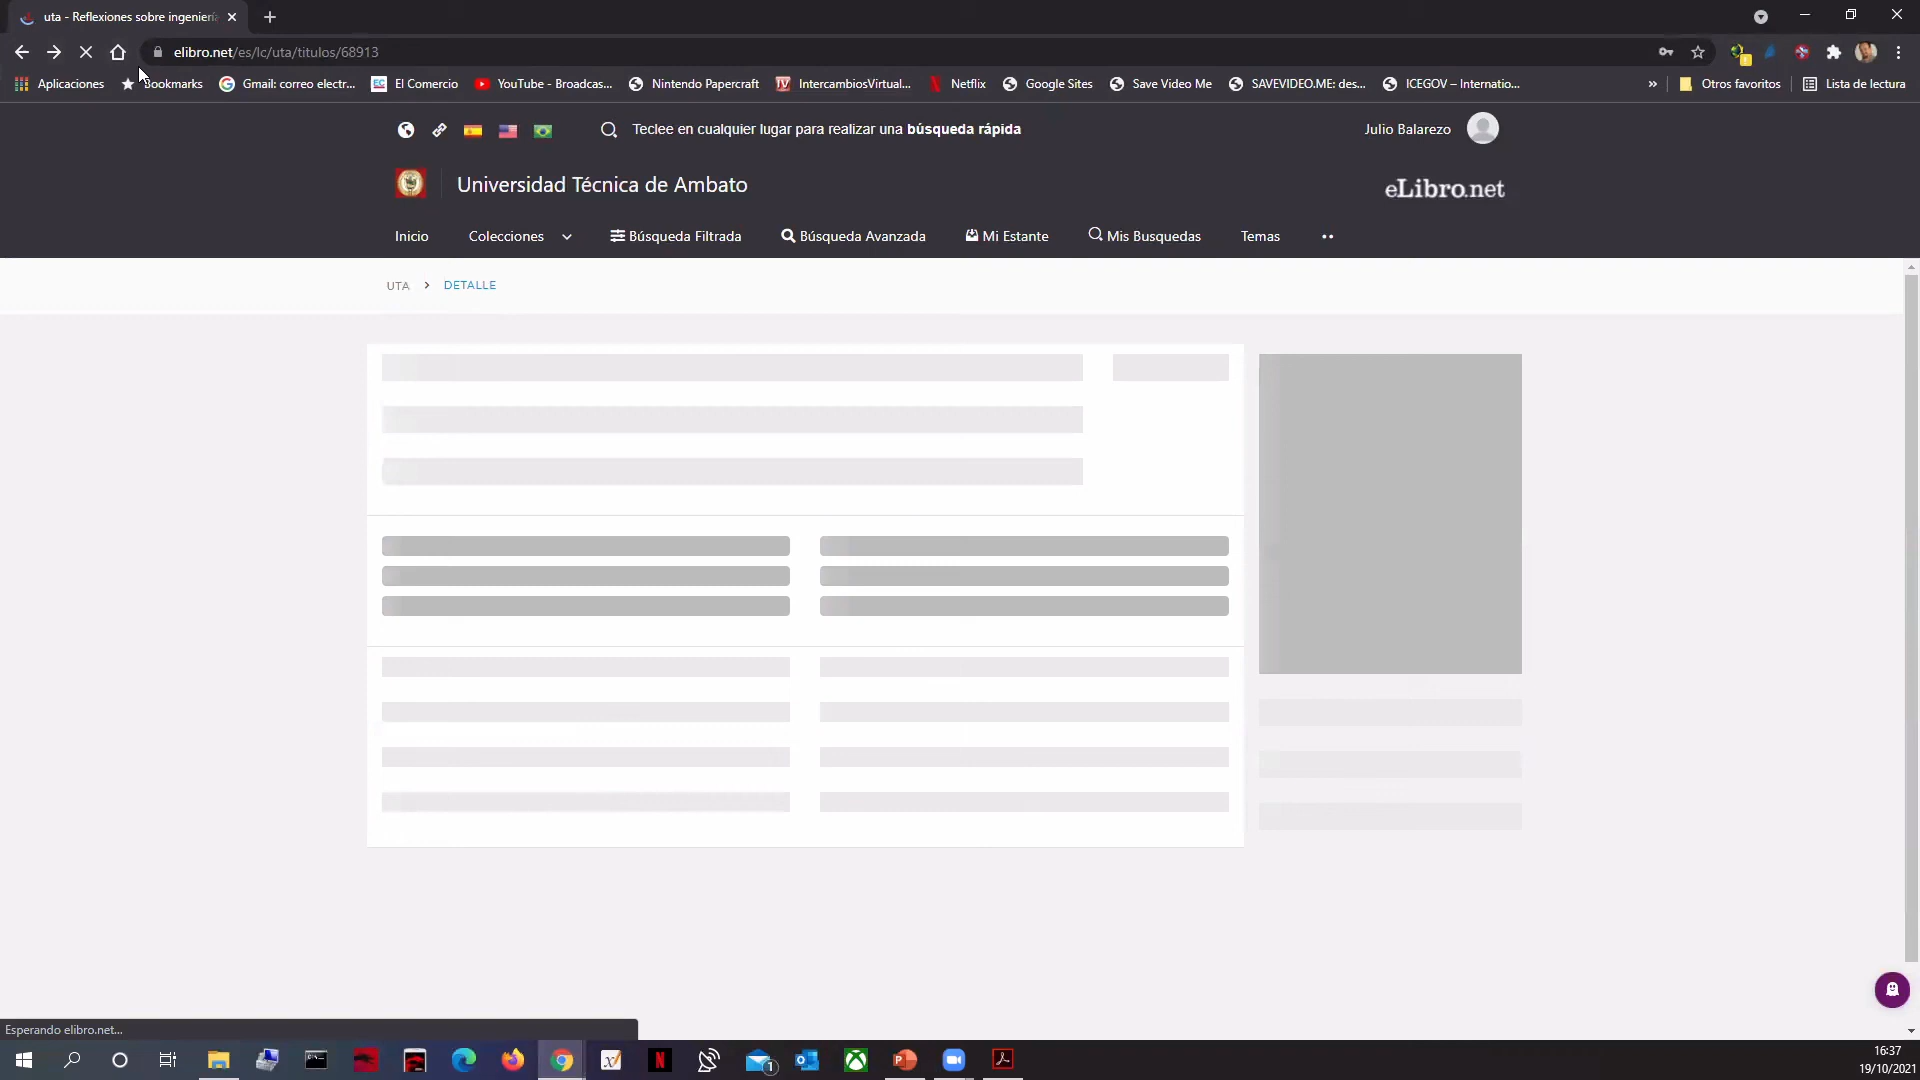 uta - Reflexiones sobre ingeniería
elibro.net/es/lc/uta/titulos/68913
Aplicaciones
Bookmarks
Gmail: correo electr...
El Comercio
YouTube - Broadcas...
Nintendo Papercraft
IntercambiosVirtual...
Netflix
Google Sites
Save Video Me
SAVEVIDEO.ME: des...
ICEGOV – Internatio...
»
Otros favoritos
Lista de lectura
Teclee en cualquier lugar para realizar una búsqueda rápida
Julio Balarezo
Universidad Técnica de Ambato
eLibro.net
Inicio
Colecciones
Búsqueda Filtrada
Búsqueda Avanzada
Mi Estante
Mis Busquedas
Temas
UTA > DETALLE
Esperando elibro.net...
16:37
19/10/2021